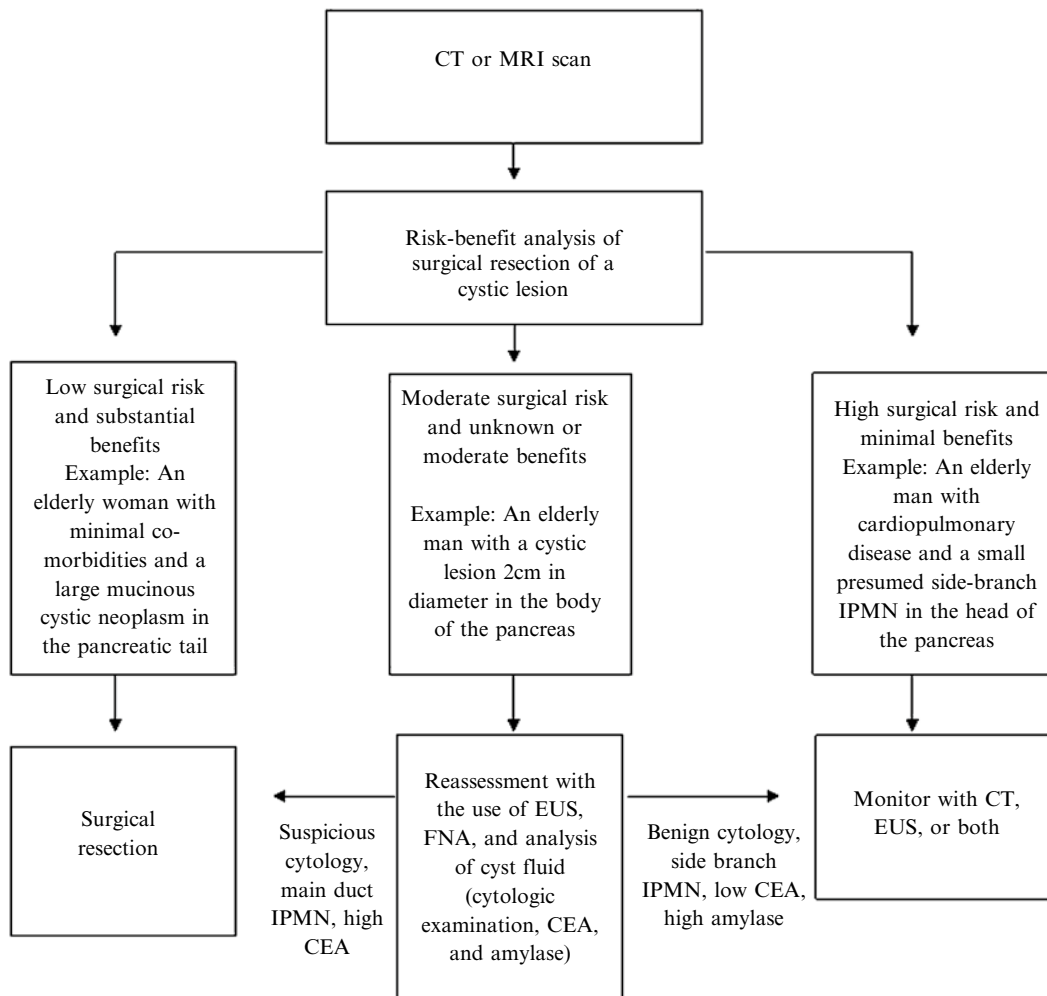 CT or MRI scan
Risk-benefit analysis of
surgical resection of a
cystic lesion
Low surgical risk
and substantial
benefits
Example: An
elderly woman with
minimal co-
morbidities and a
large mucinous
cystic neoplasm in
the pancreatic tail
Moderate surgical risk
and unknown or
moderate benefits
Example: An elderly
man with a cystic
lesion 2cm in
diameter in the body
of the pancreas
High surgical risk and
minimal benefits
Example: An elderly
man with
cardiopulmonary
disease and a small
presumed side-branch
IPMN in the head of
the pancreas
Surgical
resection
Suspicious
cytology,
main duct
IPMN, high
CEA
Reassessment with
the use of EUS,
FNA, and analysis
of cyst fluid
(cytologic
examination, CEA,
and amylase)
Benign cytology,
side branch
IPMN, low CEA,
high amylase
Monitor with CT,
EUS, or both